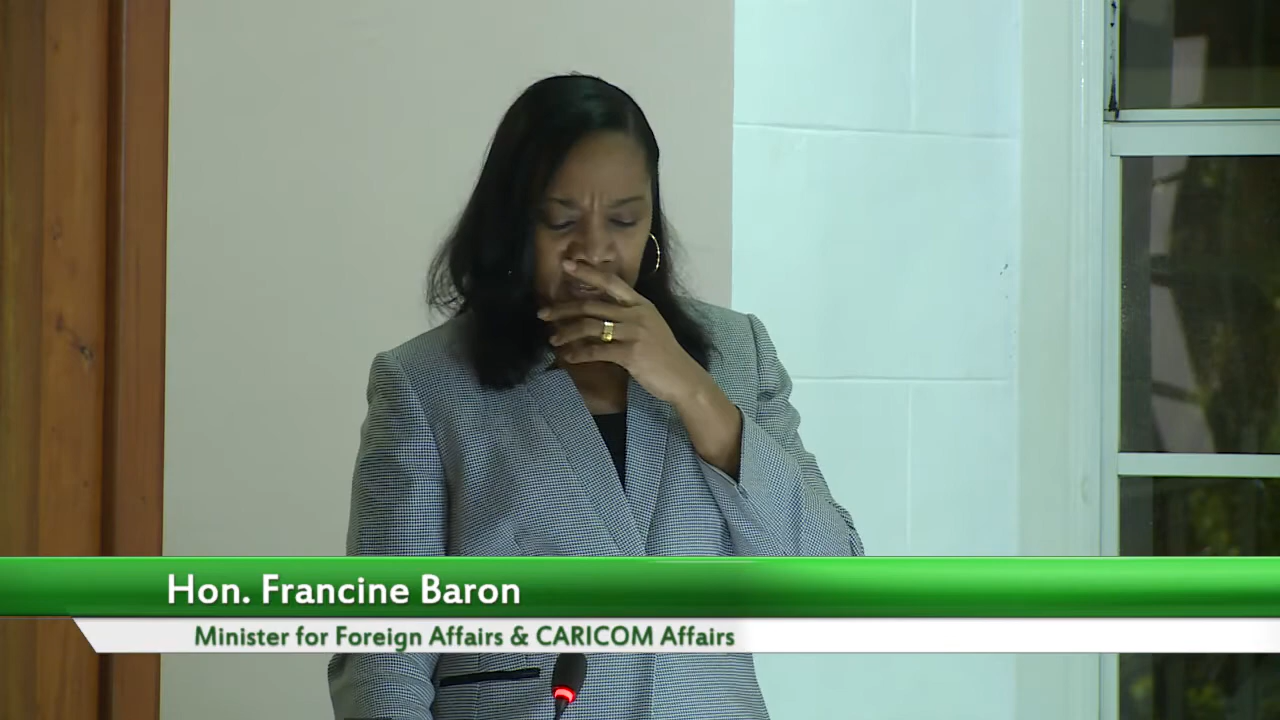 Hon. Francine Baron
Minister for Foreign Affairs & CARICOM Affairs